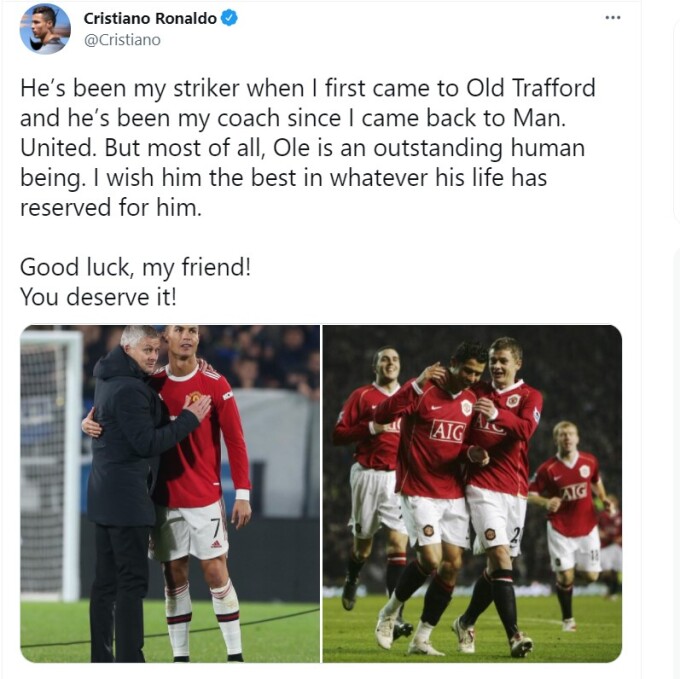 Cristiano Ronaldo
@Cristiano
He's been my striker when I first came to Old Trafford
and he's been my coach since I came back to Man.
United. But most of all, Ole is an outstanding human
being. I wish him the best in whatever his life has
reserved for him.
Good luck, my friend!
You deserve it!
7
AIG
AIG